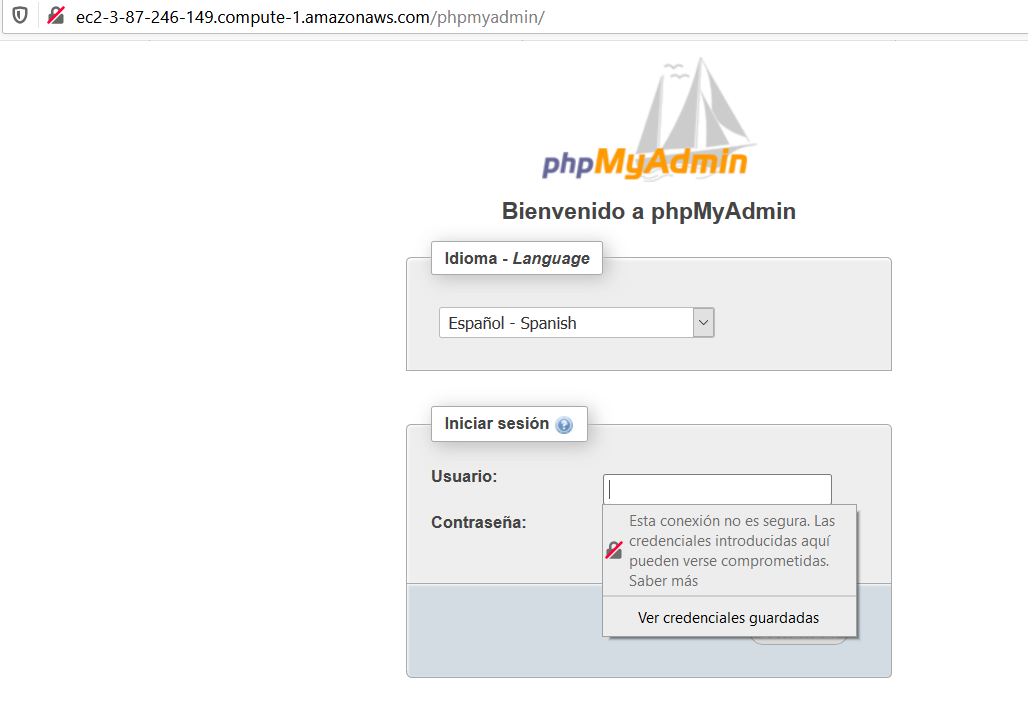 ec2-3-87-246-149.compute-1.amazonaws.com/phpmyadmin/
phpMyAdmin
Bienvenido a phpMyAdmin
Idioma - Language
Español - Spanish
Iniciar sesión
Usuario:
Contraseña:
Esta conexión no es segura. Las
credenciales introducidas aquí
pueden verse comprometidas.
Saber más
Ver credenciales guardadas